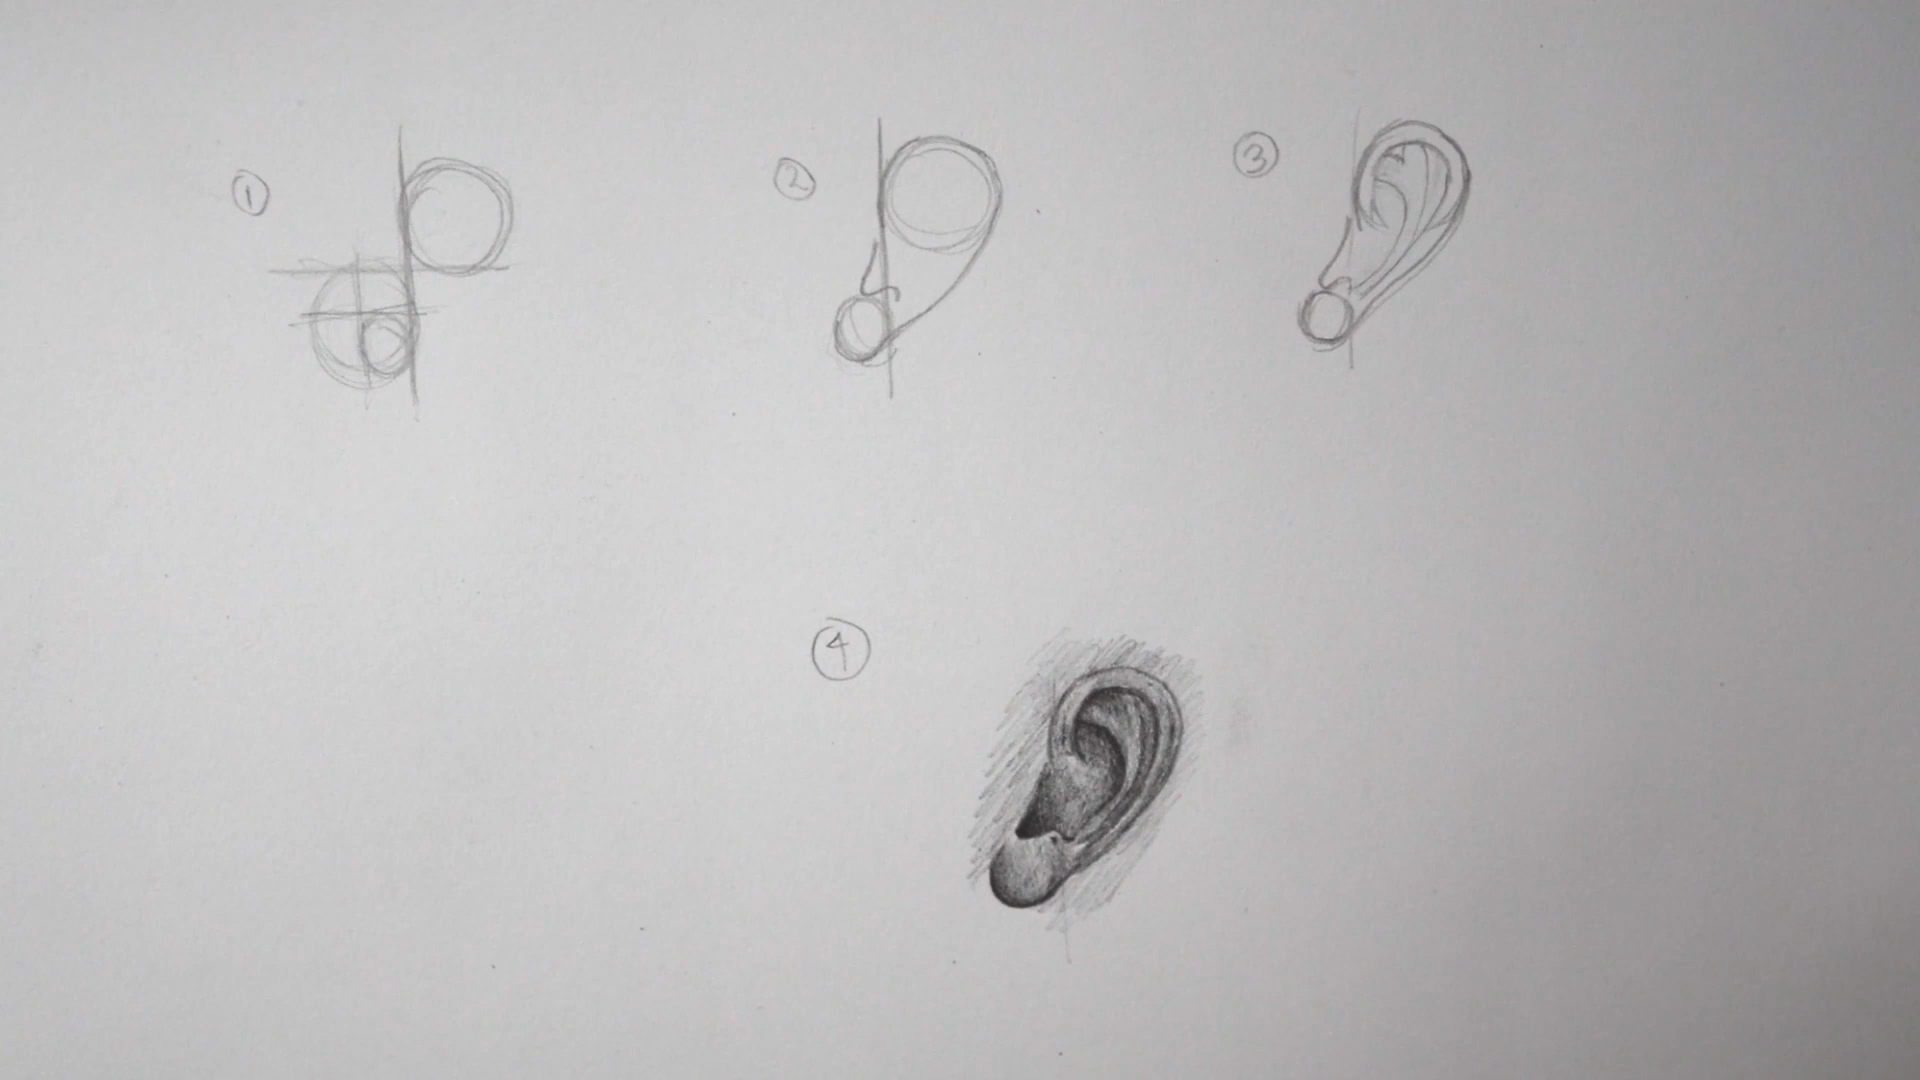 ①
②
③
④